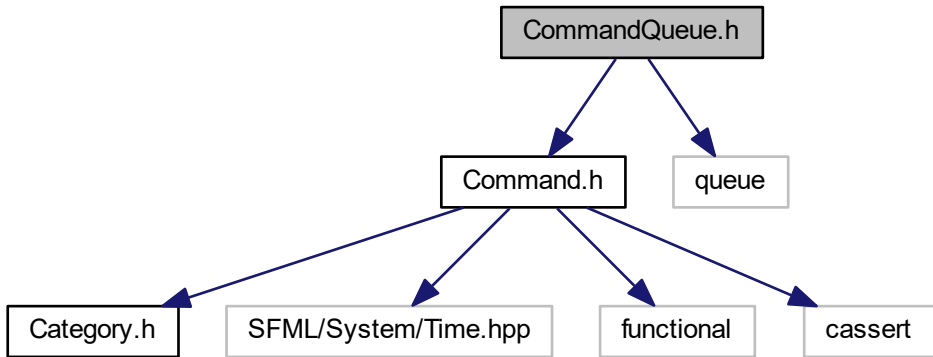 CommandQueue.h
Command.h
queue
Category.h
SFML/System/Time.hpp
functional
cassert